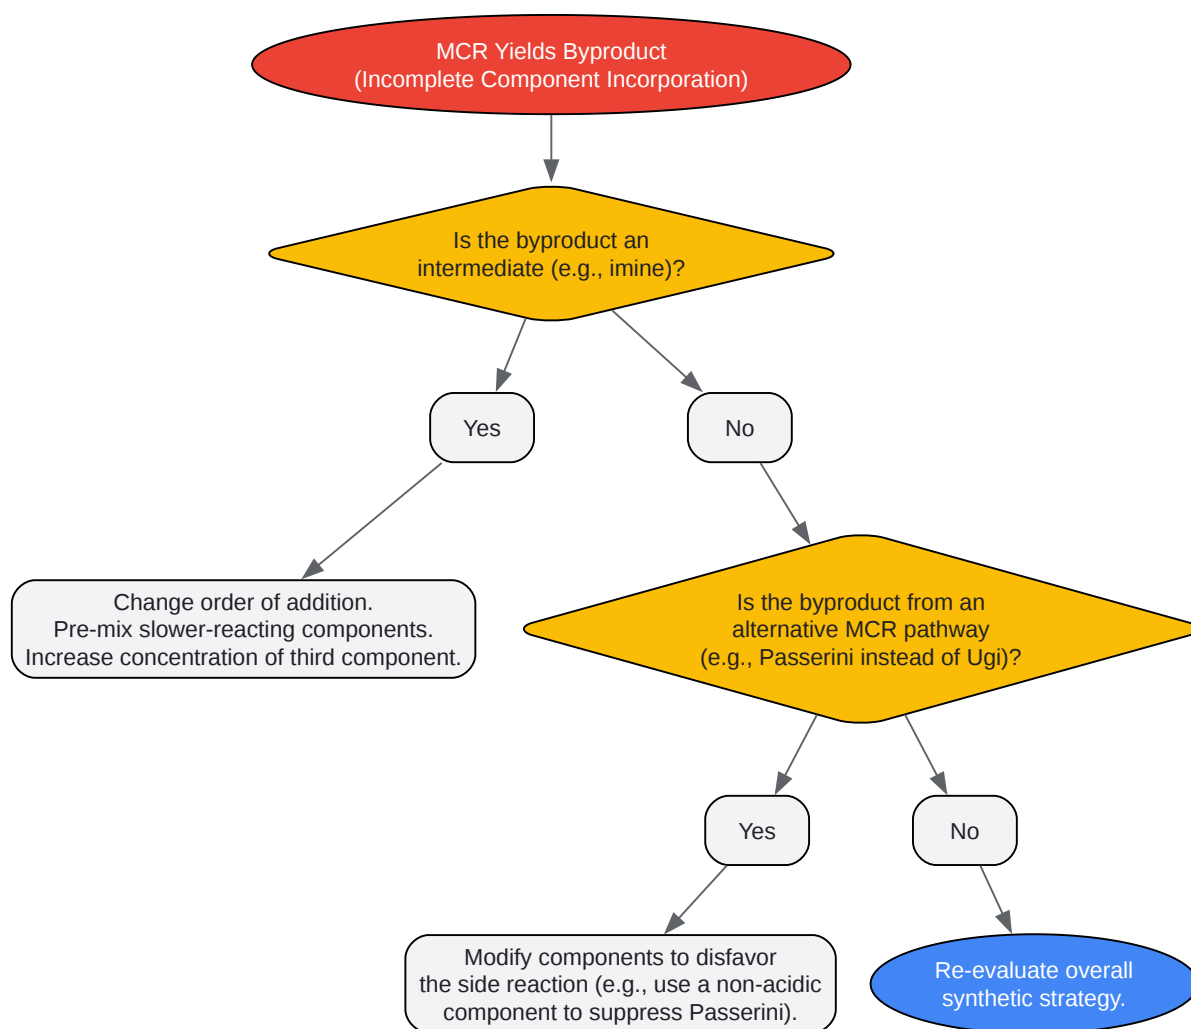 MCR Yields Byproduct
(Incomplete Component Incorporation)
Is the byproduct an
intermediate (e.g., imine)?
Yes
No
Change order of addition.
Pre-mix slower-reacting components.
Increase concentration of third component.
Is the byproduct from an
alternative MCR pathway
(e.g., Passerini instead of Ugi)?
Yes
No
Modify components to disfavor
the side reaction (e.g., use a non-acidic
component to suppress Passerini).
Re-evaluate overall
synthetic strategy.